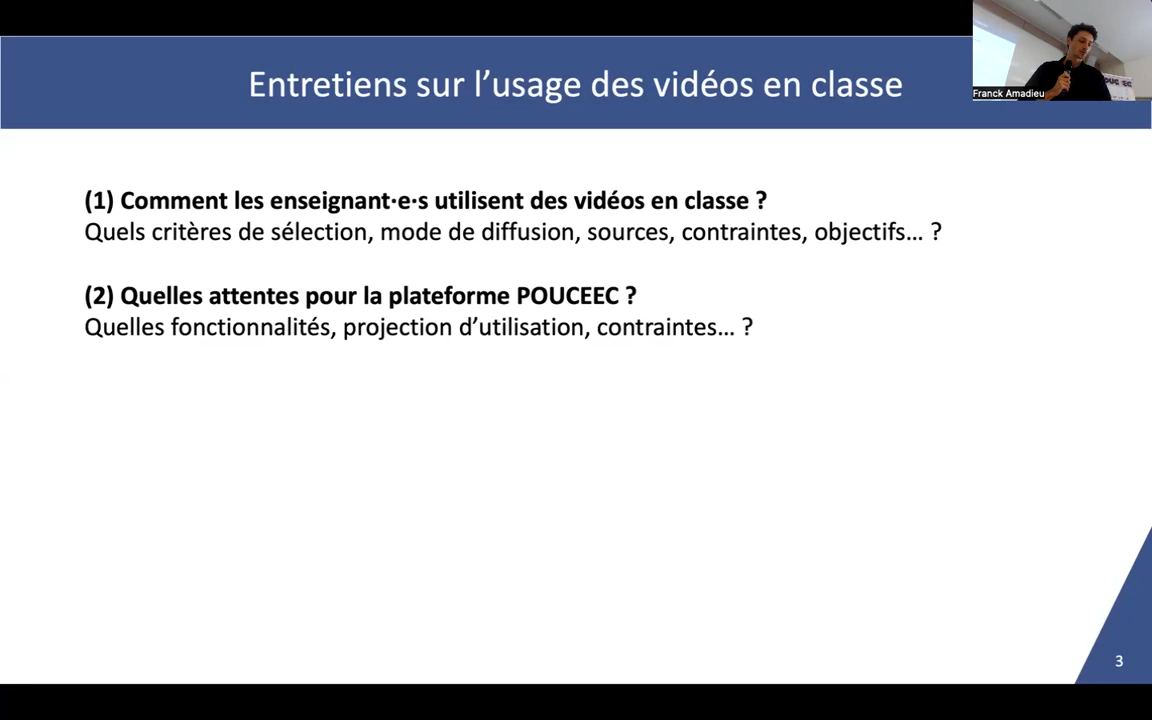 Entretiens sur l’usage des vidéos en classe
Franck Amadieu
(1) Comment les enseignant·e·s utilisent des vidéos en classe ?
Quels critères de sélection, mode de diffusion, sources, contraintes, objectifs… ?
(2) Quelles attentes pour la plateforme POUCEEC ?
Quelles fonctionnalités, projection d’utilisation, contraintes… ?
3